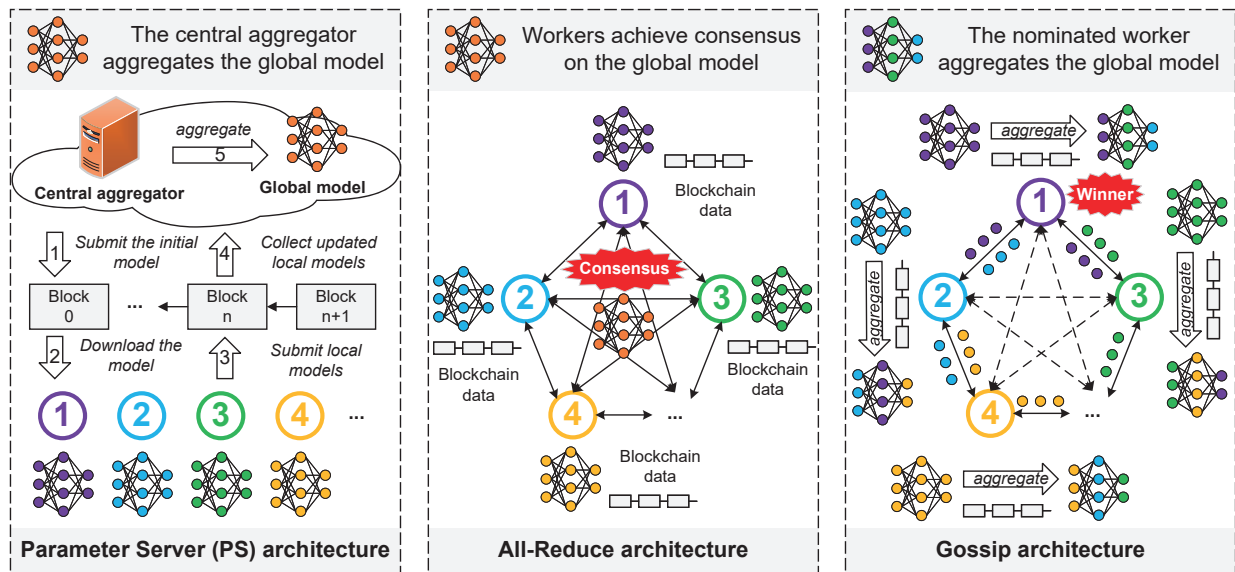 The central aggregator
aggregates the global model
aggregate
5
Central aggregator
Global model
1
Submit the initial
model
4
Collect updated
local models
Block
0
...
Block
n
Block
n+1
2
Download the
model
3
Submit local
models
1
2
3
4
...
Parameter Server (PS) architecture
Workers achieve consensus
on the global model
Blockchain
data
1
Consensus
2
3
Blockchain
data
Blockchain
data
4
...
Blockchain
data
All-Reduce architecture
The nominated worker
aggregates the global model
aggregate
1
Winner
aggregate
2
3
aggregate
4
...
aggregate
Gossip architecture